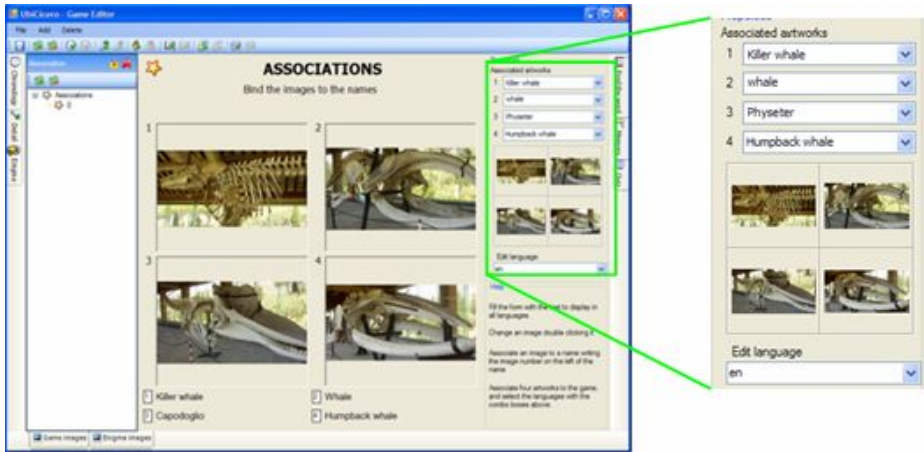 UbiCicero - Game Editor
File Add Delete
Associations
ASSOCIATIONS
Bind the images to the names
1
2
3
4
Killer whale
Whale
Capodoglio
Humpback whale
Associated artworks
1 Killer whale
2 whale
3 Physeter
4 Humpback whale
Edit language
en
Help
Fill the form with the text to display in
all languages
Change an image double clicking it
Associate an image to a name writing
the image number on the left of the
name
Associate four artworks to the game,
and select the languages with the
combo boxes above.
Chronology
Detail
Enigma
Game images
Enigma images
Associated artworks
1 Killer whale
2 whale
3 Physeter
4 Humpback whale
Edit language
en